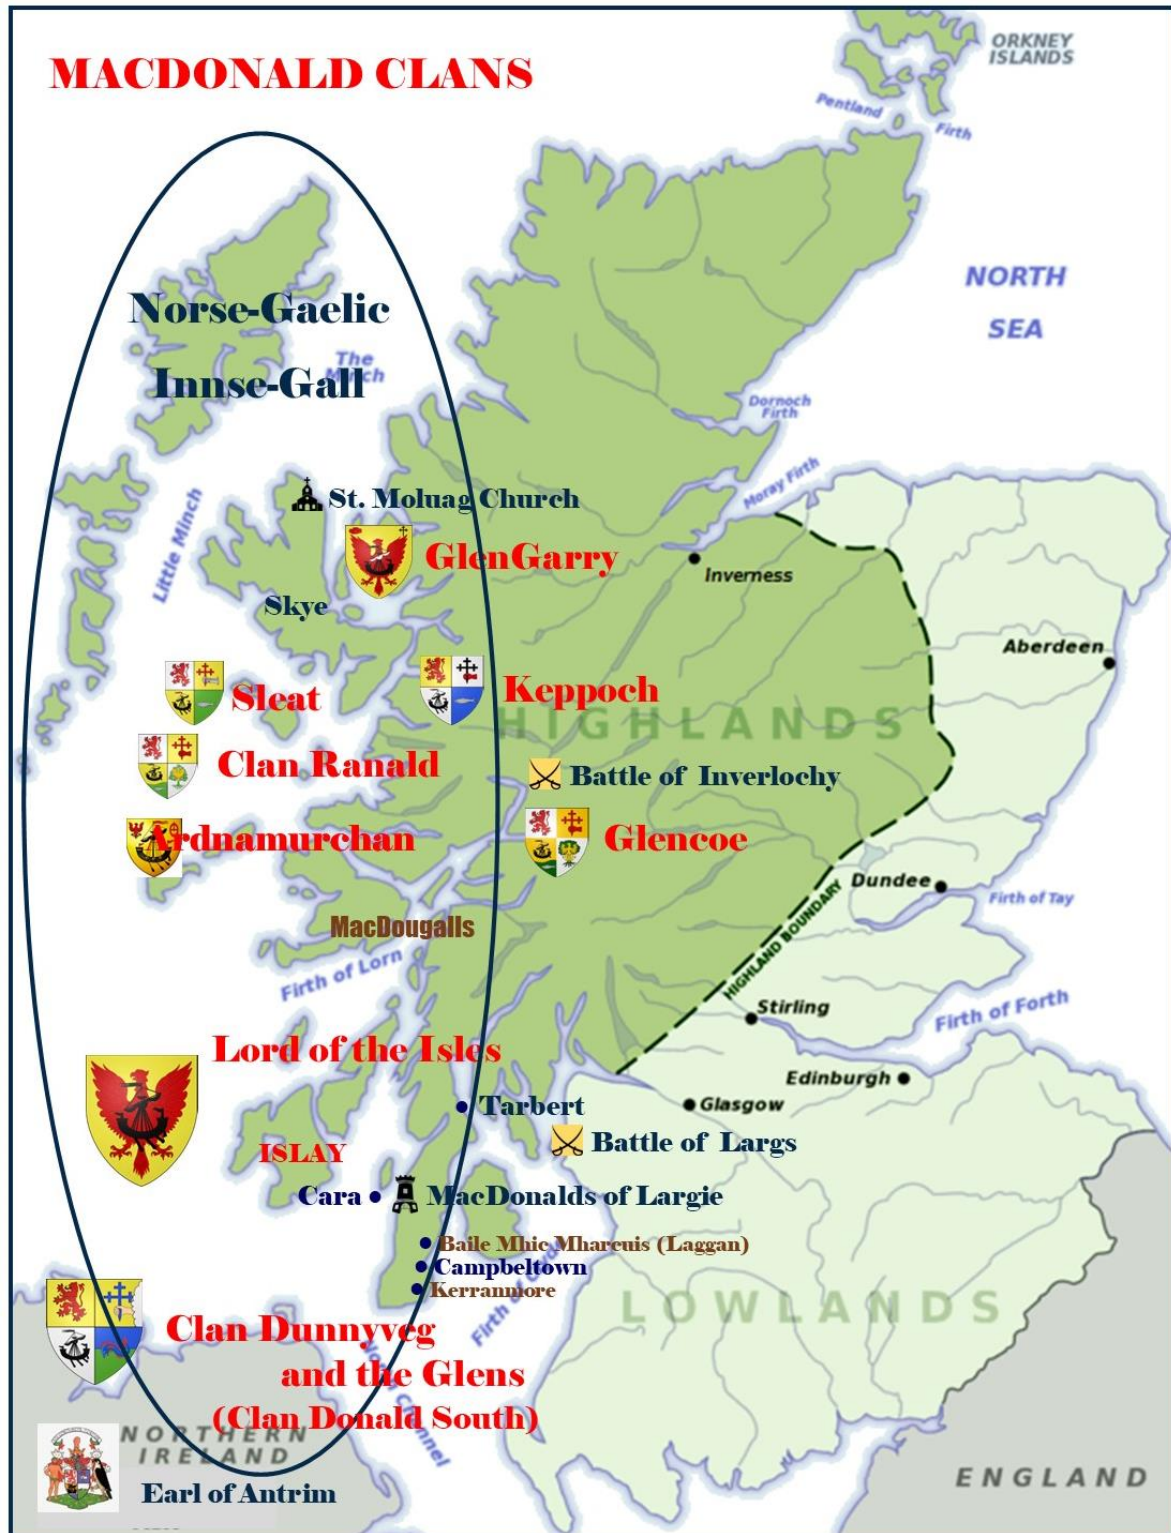 ORKNEY
ISLANDS
MACDONALD CLANS
Pentland
Firth
Norse-Gaelic
NORTH
SEA
The
Minch
Innse-Gall
Dornoch
Firth
Moray Firth
St. Moluag Church
Little Minch
GlenGarry
Inverness
Skye
Aberdeen
Sleat
Keppoch
HIGHLANDS
Clan Ranald
Battle of Inverlochy
Ardnamurchan
Glencoe
Dundee
Firth of Tay
HIGHLAND BOUNDARY
MacDougalls
Firth of Lorn
Stirling
Firth of Forth
Lord of the Isles
Edinburgh
Tarbert
Glasgow
Battle of Largs
ISLAY
Cara
MacDonalds of Largie
Baile Mhic Mharcuis (Laggan)
Campbeltown
Kerranmore
Firth of
LOWLANDS
Clan Dunnyveg
and the Glens
(Clan Donald South)
North Channel
NORTHERN
IRELAND
ENGLAND
Earl of Antrim